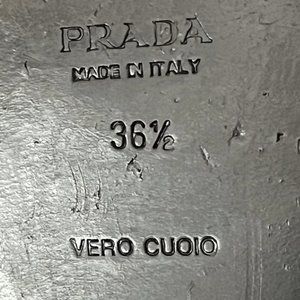 PRADA
MADE IN ITALY
36½
VERO CUOIO